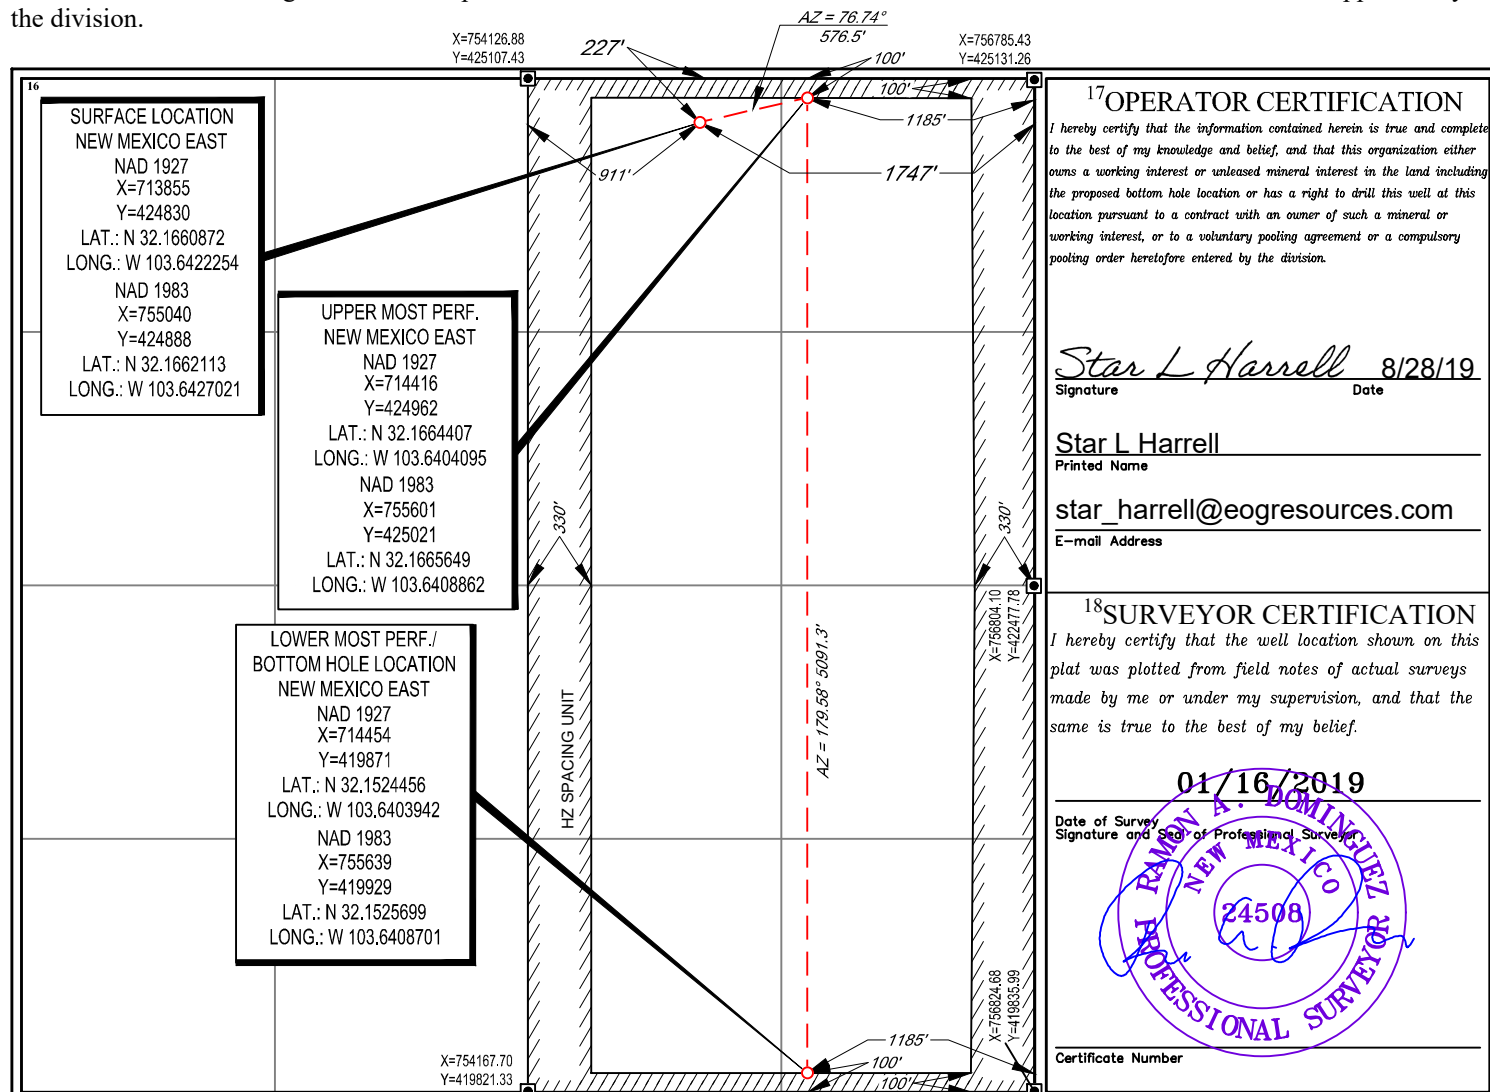 the division.
X=754126.88
Y=425107.43
227'
AZ = 76.74°
576.5'
100'
X=756785.43
Y=425131.26
16
100'
1185'
911'
1747'
SURFACE LOCATION
NEW MEXICO EAST
NAD 1927
X=713855
Y=424830
LAT.: N 32.1660872
LONG.: W 103.6422254
NAD 1983
X=755040
Y=424888
LAT.: N 32.1662113
LONG.: W 103.6427021
UPPER MOST PERF.
NEW MEXICO EAST
NAD 1927
X=714416
Y=424962
LAT.: N 32.1664407
LONG.: W 103.6404095
NAD 1983
X=755601
Y=425021
LAT.: N 32.1665649
LONG.: W 103.6408862
330'
330'
X=756804.10
Y=422477.78
LOWER MOST PERF./
BOTTOM HOLE LOCATION
NEW MEXICO EAST
NAD 1927
X=714454
Y=419871
LAT.: N 32.1524456
LONG.: W 103.6403942
NAD 1983
X=755639
Y=419929
LAT.: N 32.1525699
LONG.: W 103.6408701
HZ SPACING UNIT
AZ = 179.58° 5091.3'
X=756824.68
Y=419835.99
X=754167.70
Y=419821.33
1185'
100'
100'
17OPERATOR CERTIFICATION
I hereby certify that the information contained herein is true and complete
to the best of my knowledge and belief, and that this organization either
owns a working interest or unleased mineral interest in the land including
the proposed bottom hole location or has a right to drill this well at this
location pursuant to a contract with an owner of such a mineral or
working interest, or to a voluntary pooling agreement or a compulsory
pooling order heretofore entered by the division.
Star L Harrell 8/28/19
Signature Date
Star L Harrell
Printed Name
star_harrell@eogresources.com
E-mail Address
18SURVEYOR CERTIFICATION
I hereby certify that the well location shown on this
plat was plotted from field notes of actual surveys
made by me or under my supervision, and that the
same is true to the best of my belief.
01/16/2019
Date of Survey
Signature and Seal of Professional Surveyor
RAMON A. DOMINGUEZ
NEW MEXICO
24508
PROFESSIONAL SURVEYOR
Certificate Number